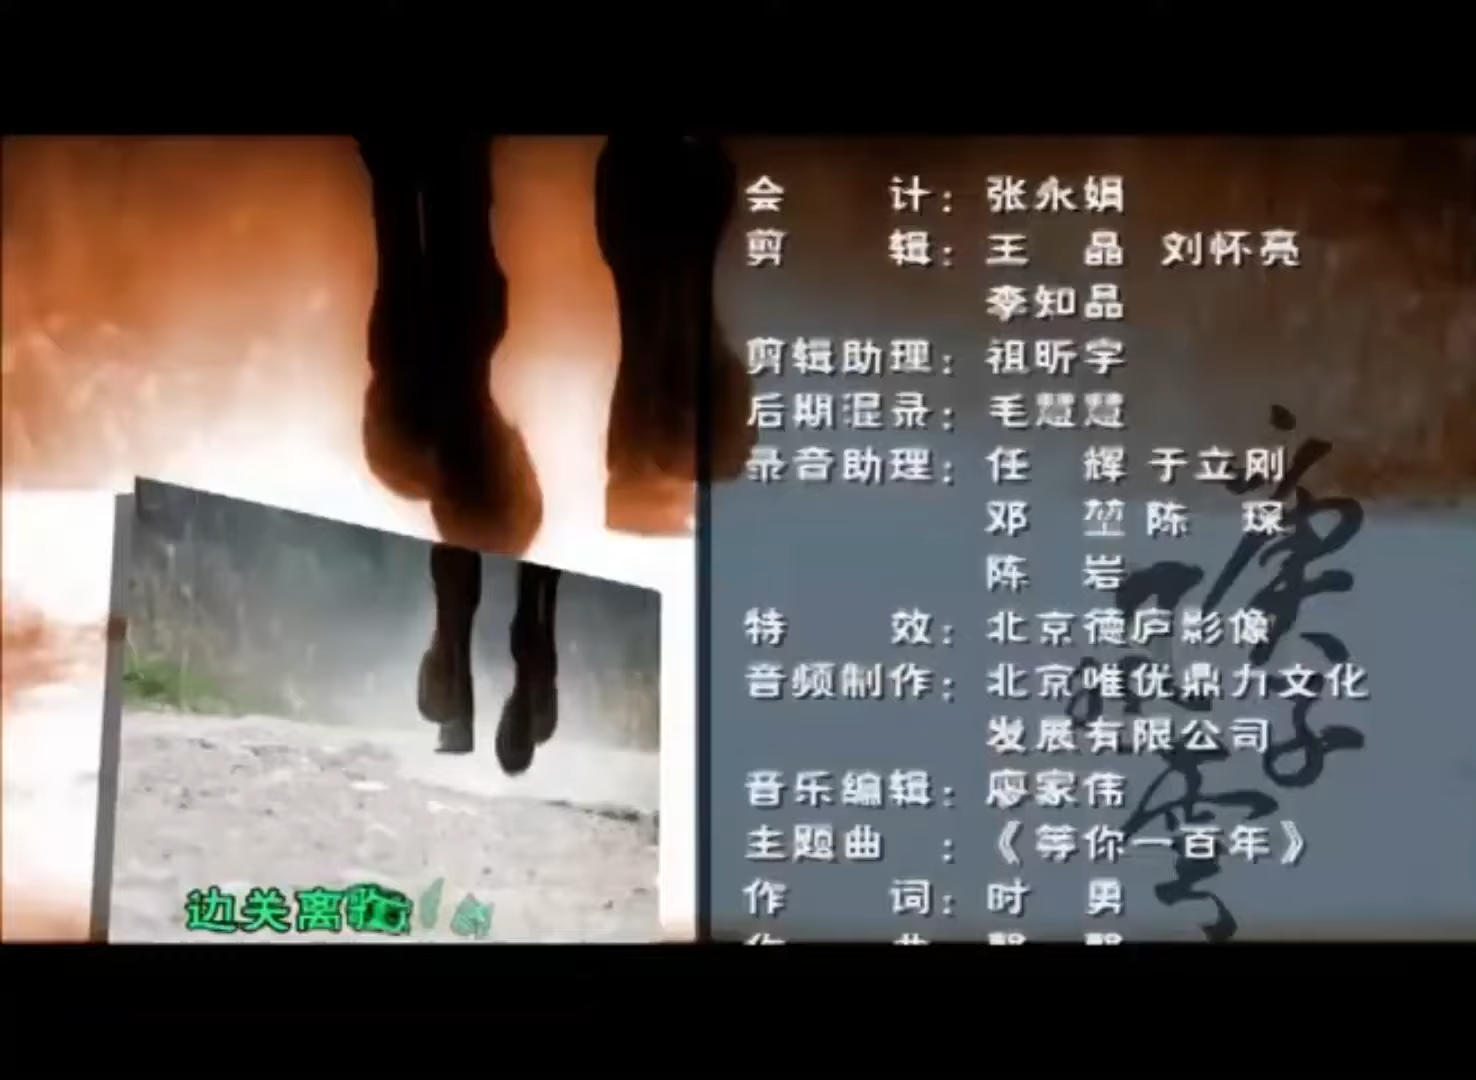 会计：张永娟
剪辑：王晶 刘怀亮
李知品
剪辑助理：祖昕宇
后期混录：毛慧慧
录音助理：任辉 于立刚
邓堃 陈琛
陈岩
特效：北京德庐影像
音频制作：北京唯优鼎力文化
发展有限公司
音乐编辑：廖家伟
主题曲：《等你一百年》
作词：时勇
边关离歌